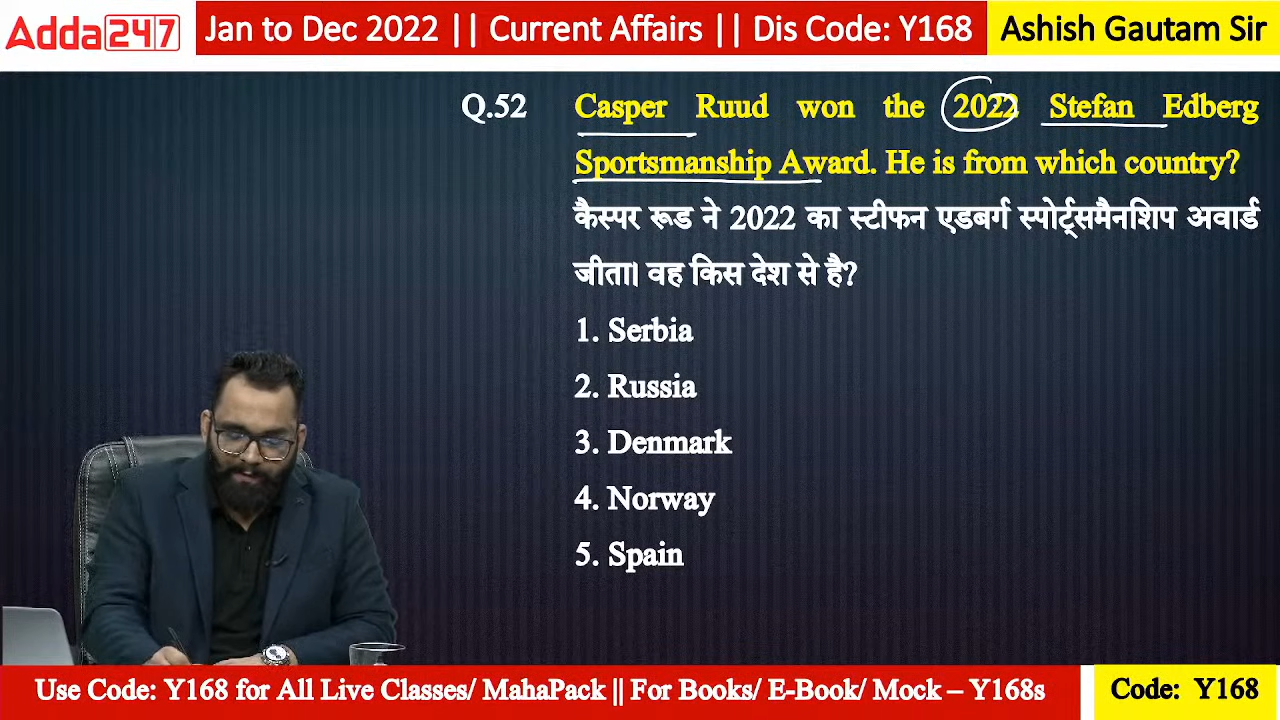 Adda247
Jan to Dec 2022 || Current Affairs || Dis Code: Y168
Ashish Gautam Sir
Q.52
Casper Ruud won the 2022 Stefan Edberg
Sportsmanship Award. He is from which country?
कैस्पर रूड ने 2022 का स्टीफन एडबर्ग स्पोर्ट्समैनशिप अवार्ड
जीता। वह किस देश से है?
1. Serbia
2. Russia
3. Denmark
4. Norway
5. Spain
Use Code: Y168 for All Live Classes/ MahaPack || For Books/ E-Book/ Mock – Y168s
Code: Y168